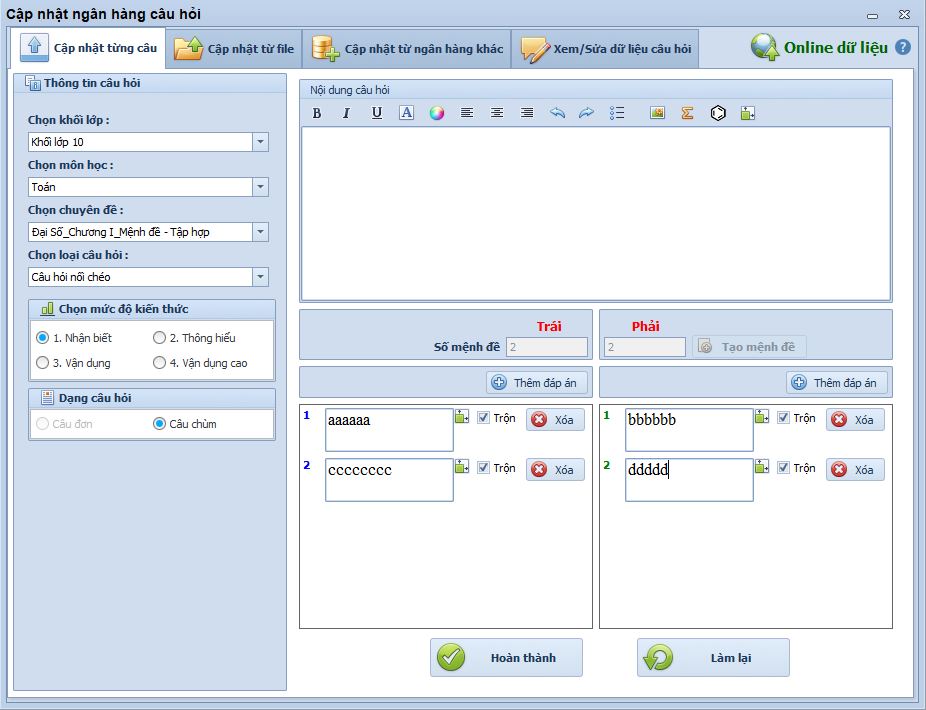 Cập nhật ngân hàng câu hỏi
Cập nhật từng câu
Cập nhật từ file
Cập nhật từ ngân hàng khác
Xem/Sửa dữ liệu câu hỏi
Online dữ liệu
?
Thông tin câu hỏi
Chọn khối lớp :
Khối lớp 10
Chọn môn học :
Toán
Chọn chuyên đề :
Đại Số_Chương I_Mệnh đề - Tập hợp
Chọn loại câu hỏi :
Câu hỏi nối chéo
Chọn mức độ kiến thức
1. Nhận biết
2. Thông hiểu
3. Vận dụng
4. Vận dụng cao
Dạng câu hỏi
Câu đơn
Câu chùm
Nội dung câu hỏi
B I U A Σ
Trái
Số mệnh đề 2
Phải
2 Tạo mệnh đề
Thêm đáp án
Thêm đáp án
1 aaaaaa Trộn Xóa
2 cccccccc Trộn Xóa
1 bbbbbb Trộn Xóa
2 ddddd Trộn Xóa
Hoàn thành
Làm lại